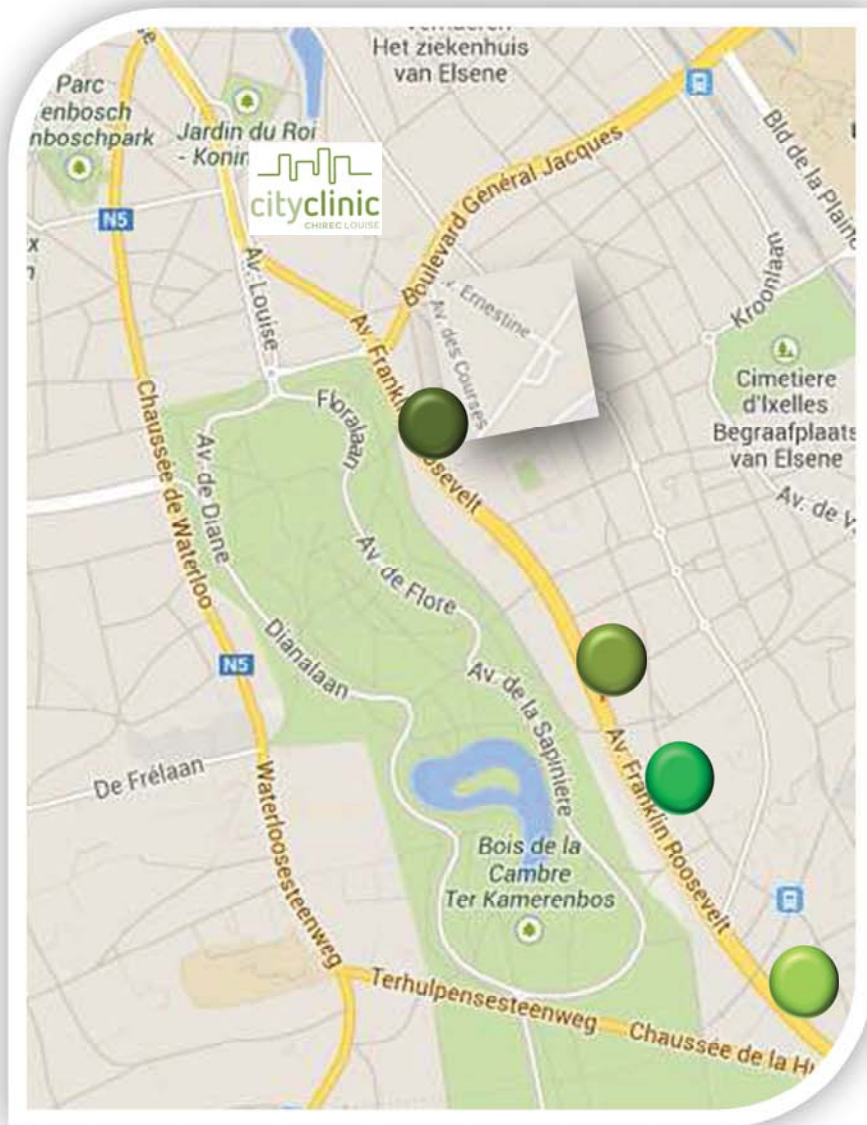 Het ziekenhuis
van Elsene
Parc
enbosch
nboschpark
Jardin du Roi
- Konin
cityclinic
CHIREC LOUISE
N5
Av. Louise
Boulevard Général Jacques
Bld de la Plaine
Kroonlaan
Ernestine
Av. des Courses
Cimetiere
d'Ixelles
Begraafplaats
van Elsene
Av. de V
Chaussée de Waterloo
Av. de Diane
Floralaan
Av. Franklin Roosevelt
Av. de Flore
Dianalaan
N5
Av. de la Sapiniere
De Frélaan
Waterloosesteenweg
Av. Franklin Roosevelt
Bois de la
Cambre
Ter Kamerenbos
Terhulpensesteenweg
Chaussée de la Hu